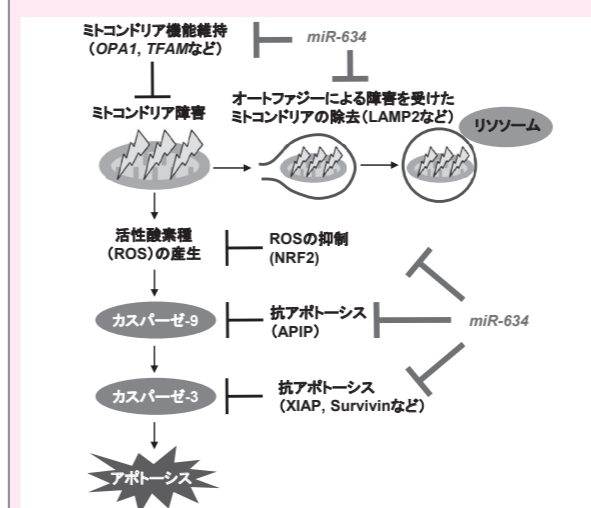 ミトコンドリア機能維持
（OPA1, TFAMなど）
miR-634
ミトコンドリア障害
オートファジーによる障害を受けた
ミトコンドリアの除去（LAMP2など）
リソソーム
活性酸素種
（ROS）の産生
ROSの抑制
(NRF2)
カスパーゼ-9
抗アポトーシス
（APIP）
miR-634
カスパーゼ-3
抗アポトーシス
（XIAP, Survivinなど）
アポトーシス